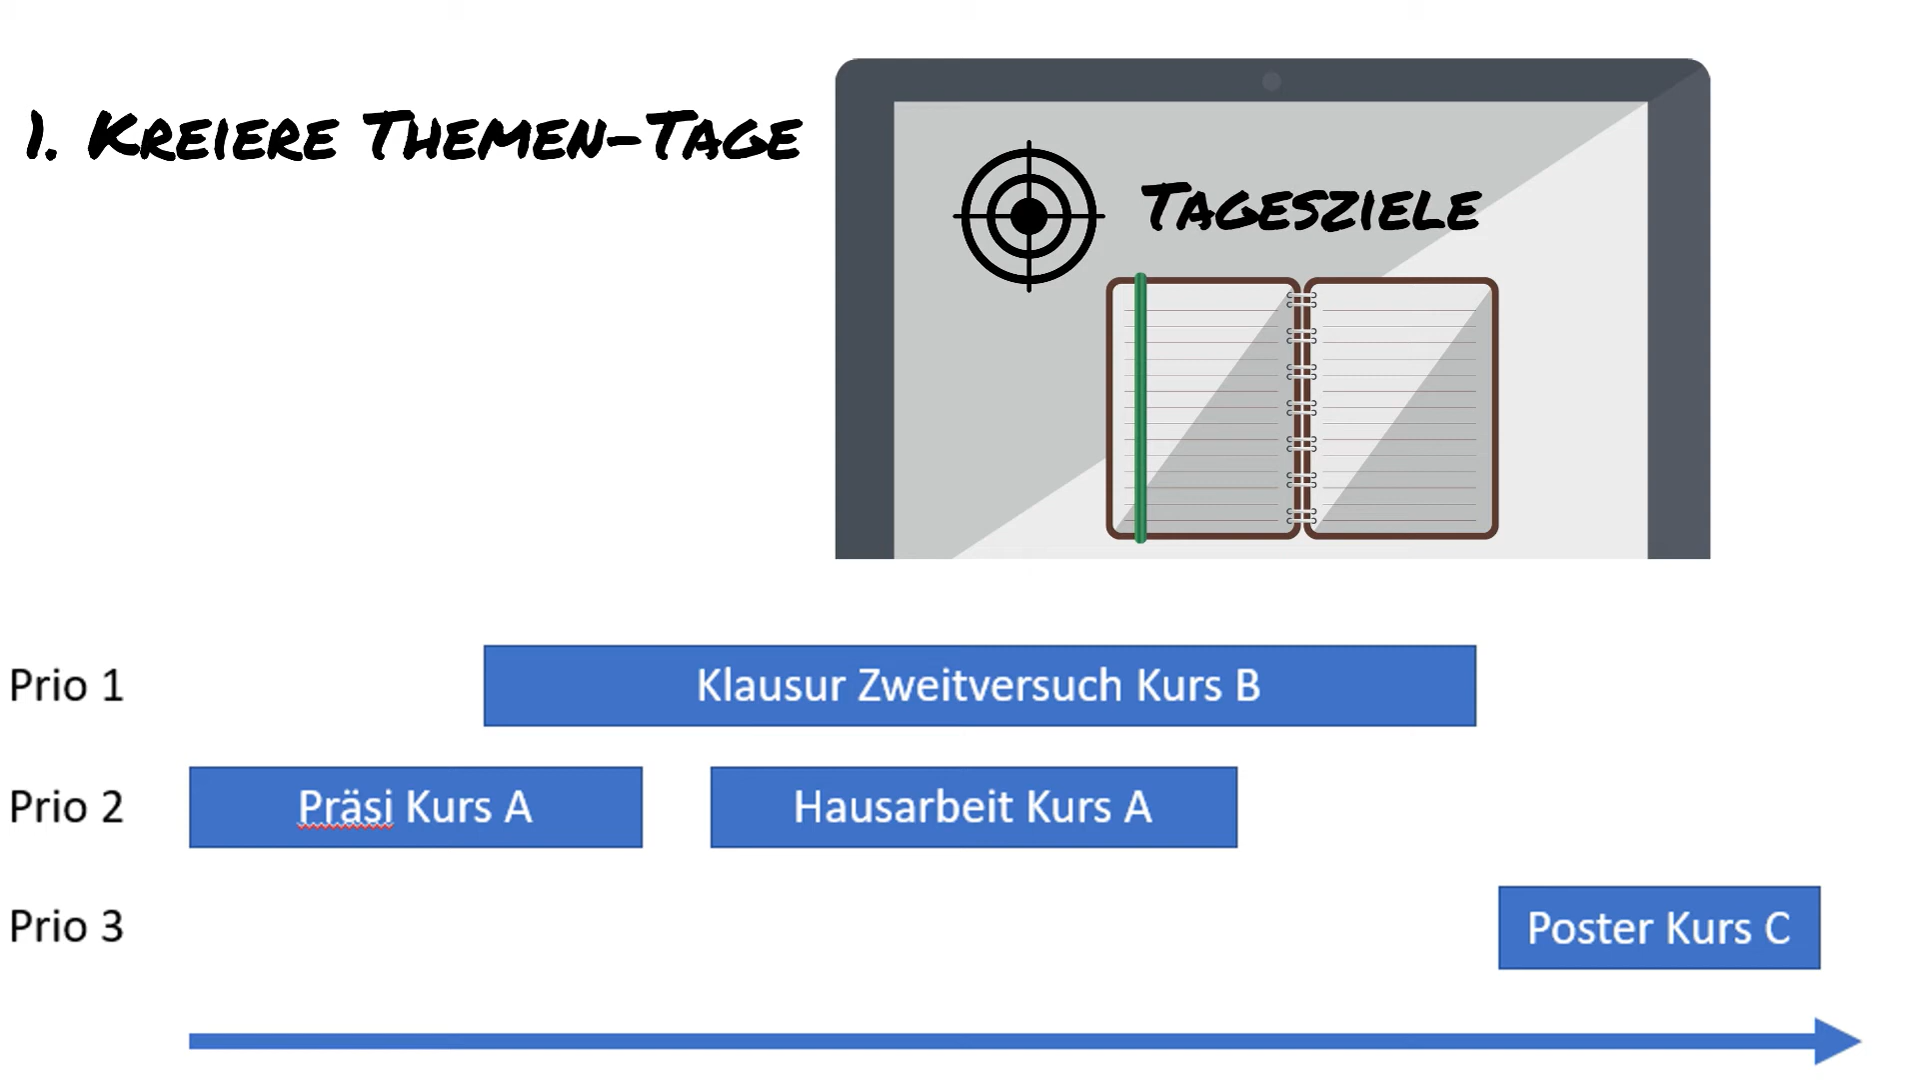 1. Kreiere Themen-Tage
Tagesziele
Prio 1
Klausur Zweitversuch Kurs B
Prio 2
Präsi Kurs A
Hausarbeit Kurs A
Prio 3
Poster Kurs C